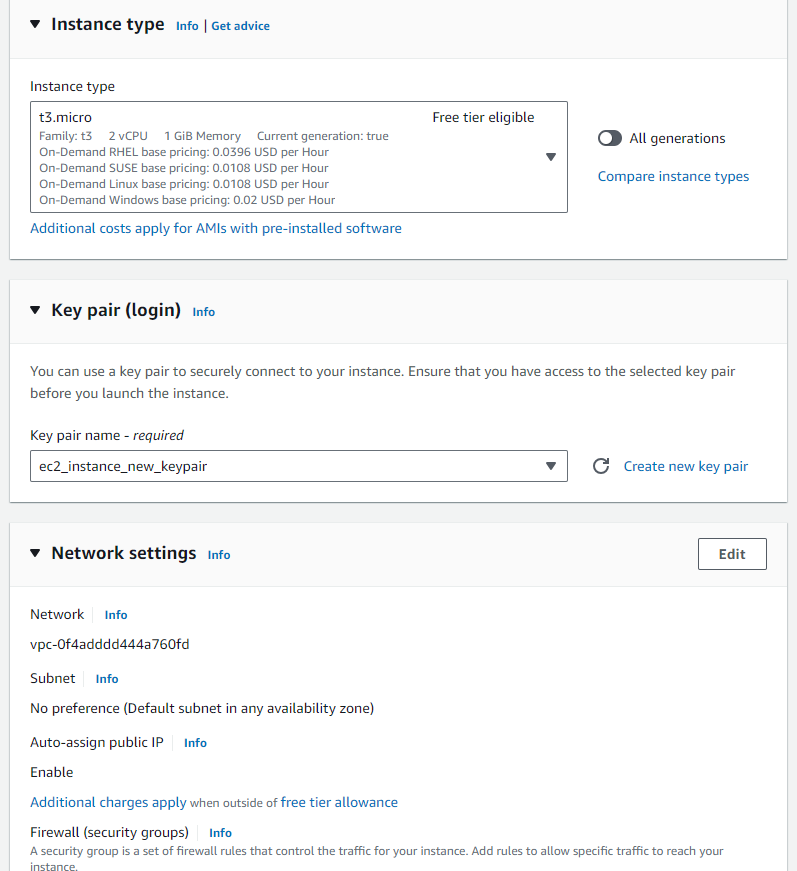 Instance type Info | Get advice
Instance type
t3.micro Free tier eligible
Family: t3 2 vCPU 1 GiB Memory Current generation: true
On-Demand RHEL base pricing: 0.0396 USD per Hour
On-Demand SUSE base pricing: 0.0108 USD per Hour
On-Demand Linux base pricing: 0.0108 USD per Hour
On-Demand Windows base pricing: 0.02 USD per Hour
All generations
Compare instance types
Additional costs apply for AMIs with pre-installed software
Key pair (login) Info
You can use a key pair to securely connect to your instance. Ensure that you have access to the selected key pair
before you launch the instance.
Key pair name - required
ec2_instance_new_keypair
Create new key pair
Network settings Info
Edit
Network Info
vpc-0f4adddd444a760fd
Subnet Info
No preference (Default subnet in any availability zone)
Auto-assign public IP Info
Enable
Additional charges apply when outside of free tier allowance
Firewall (security groups) Info
A security group is a set of firewall rules that control the traffic for your instance. Add rules to allow specific traffic to reach your
instance.